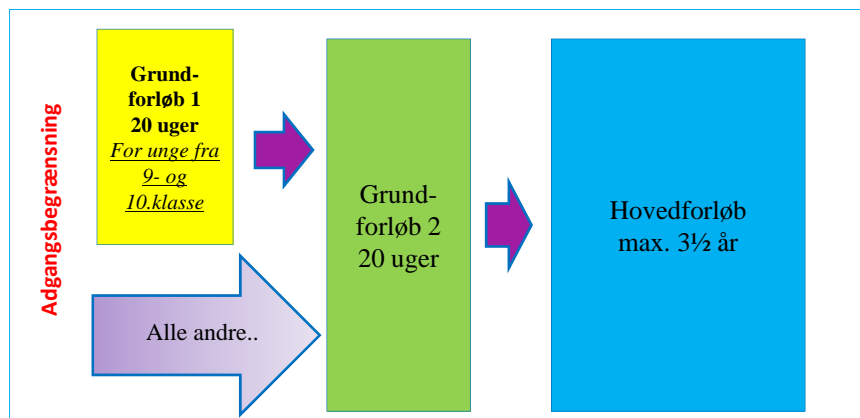 Adgangsbegrænsning
Grund-
forløb 1
20 uger
For unge fra
9- og
10.klasse
Alle andre..
Grund-
forløb 2
20 uger
Hovedforløb
max. 3½ år